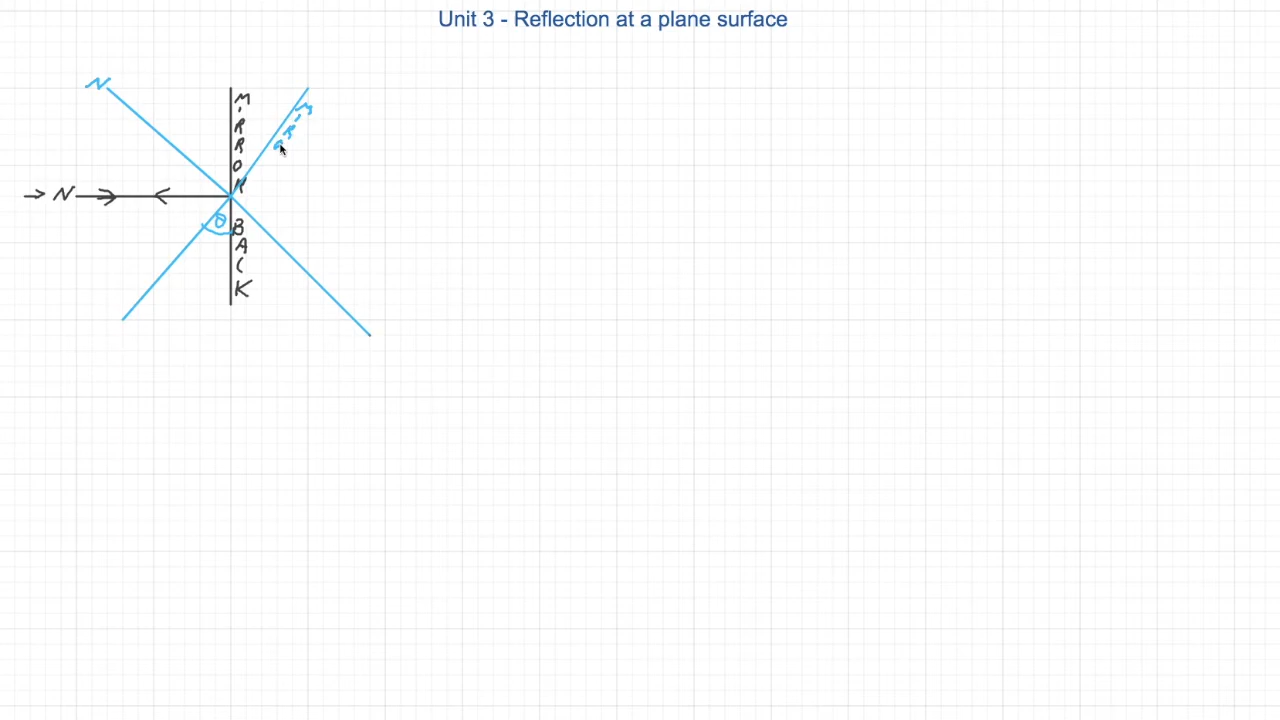 Unit 3 - Reflection at a plane surface
N
MIRROR
N
θ
BACK